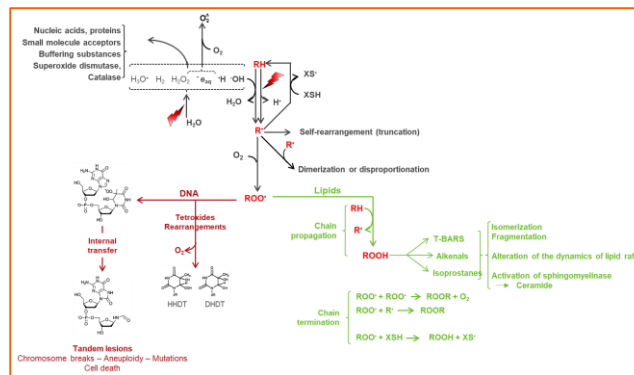 Nucleic acids, proteins
Small molecule acceptors
Buffering substances
Superoxide dismutase,
Catalase
O₂
H₃O⁺ H₂ H₂O₂ ⁻eaq •H •OH
H₂O
RH
H₂O
H•
XS•
XSH
R•
Self-rearrangement (truncation)
R•
Dimerization or disproportionation
O₂
ROO•
DNA
Lipids
Tetroxides
Rearrangements
O₂
HHDT
DHDT
Internal
transfer
Tandem lesions
Chromosome breaks – Aneuploidy – Mutations
Cell death
Chain
propagation
RH
R•
ROOH
T-BARS
Alkenals
Isoprostanes
Isomerization
Fragmentation
Alteration of the dynamics of lipid raf
Activation of sphingomyelinase
Ceramide
Chain
termination
ROO• + ROO• → ROOR + O₂
ROO• + R• → ROOR
ROO• + XSH → ROOH + XS•